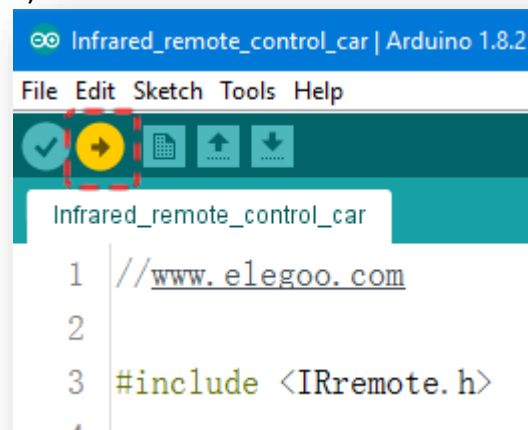 Infrared_remote_control_car | Arduino 1.8.2
File Edit Sketch Tools Help
Infrared_remote_control_car
1 //www.elegoo.com
2
3 #include <IRremote.h>